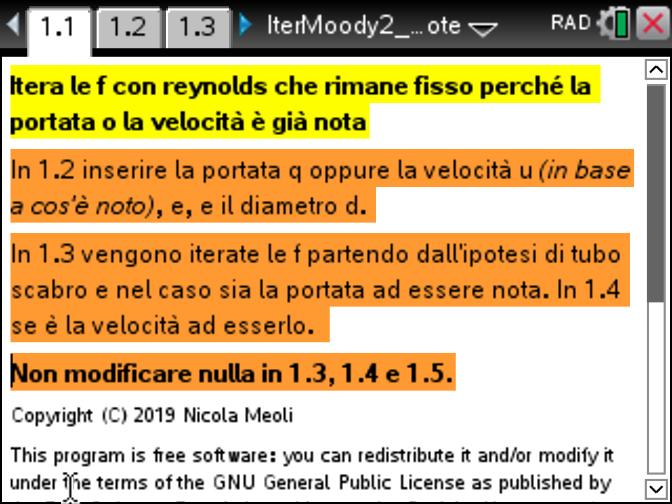 1.1 1.2 1.3 IterMoody2_...ote RAD
Itera le f con reynolds che rimane fisso perché la
portata o la velocità è già nota
In 1.2 inserire la portata q oppure la velocità u (in base
a cos'è noto), e, e il diametro d.
In 1.3 vengono iterate le f partendo dall'ipotesi di tubo
scabro e nel caso sia la portata ad essere nota. In 1.4
se è la velocità ad esserlo.
Non modificare nulla in 1.3, 1.4 e 1.5.
Copyright (C) 2019 Nicola Meoli
This program is free software: you can redistribute it and/or modify it
under the terms of the GNU General Public License as published by